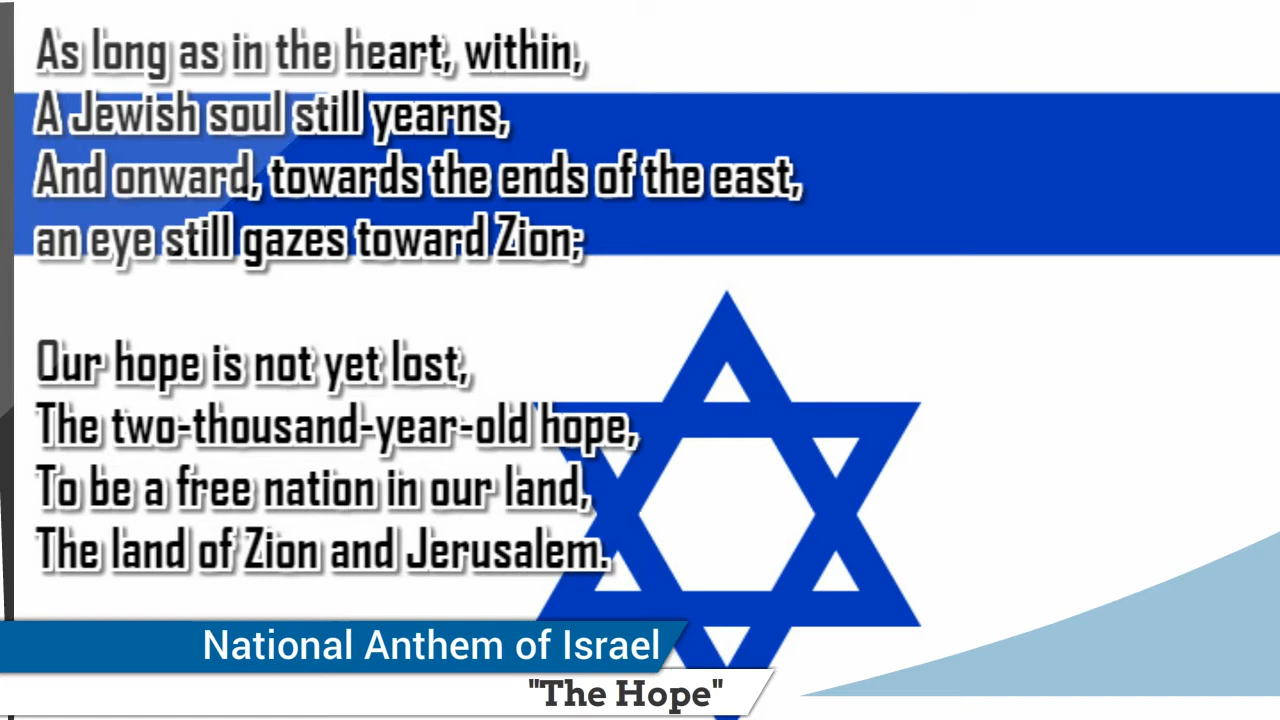 As long as in the heart, within,
A Jewish soul still yearns,
And onward, towards the ends of the east,
an eye still gazes toward Zion;
Our hope is not yet lost,
The two-thousand-year-old hope,
To be a free nation in our land,
The land of Zion and Jerusalem.
National Anthem of Israel
"The Hope"